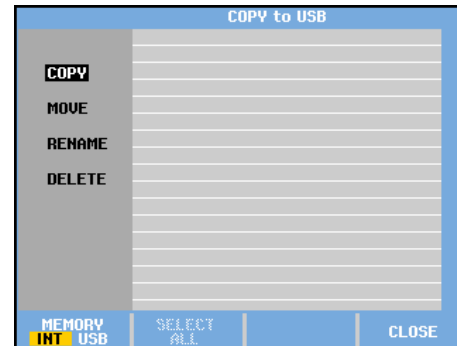 COPY to USB
COPY
MOVE
RENAME
DELETE
MEMORY
INT USB
SELECT
ALL
CLOSE